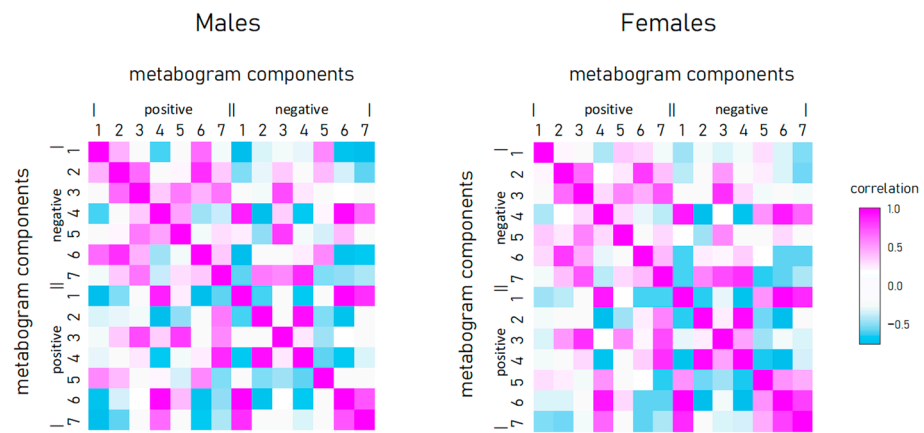 Males Females
metabogram components metabogram components
| positive || negative | | positive || negative |
1 2 3 4 5 6 7 1 2 3 4 5 6 7 1 2 3 4 5 6 7 1 2 3 4 5 6 7
metabogram components
| negative || positive |
1 2 3 4 5 6 7 1 2 3 4 5 6 7
metabogram components
| negative || positive |
1 2 3 4 5 6 7 1 2 3 4 5 6 7
correlation
1.0
0.5
0.0
−0.5